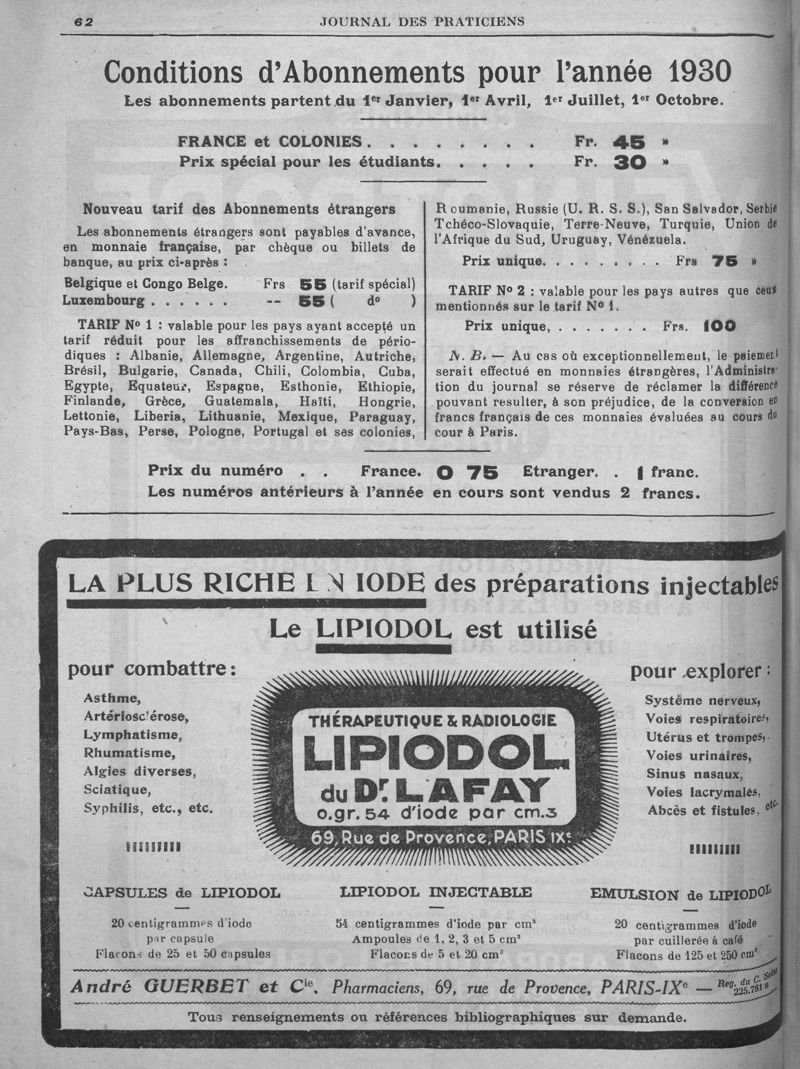 62
JOURNAL DES PRATICIENS
Conditions d'Abonnements pour l'année 1930
Les abonnements partent du 1er Janvier, 1er Avril, 1er Juillet, 1er Octobre.
FRANCE et COLONIES. . . . . . . . . Fr. 45 »
Prix spécial pour les étudiants. . . . . Fr. 30 »
Nouveau tarif des Abonnements étrangers
Les abonnements étrangers sont payables d'avance,
en monnaie française, par chèque ou billets de
banque, au prix ci-après :
Belgique et Congo Belge. Frs 55 (tarif spécial)
Luxembourg . . . . . . -- 55 ( do )
TARIF No 1 : valable pour les pays ayant accepté un
tarif réduit pour les affranchissements de pério-
diques : Albanie, Allemagne, Argentine, Autriche,
Brésil, Bulgarie, Canada, Chili, Colombie, Cuba,
Egypte, Equateur, Espagne, Esthonie, Ethiopie,
Finlande, Grèce, Guatemala, Haïti, Hongrie,
Lettonie, Liberia, Lithuanie, Mexique, Paraguay,
Pays-Bas, Perse, Pologne, Portugal et ses colonies,
Roumanie, Russie (U. R. S. S.), San Salvador, Serbie
Tchéco-Slovaquie, Terre-Neuve, Turquie, Union de
l'Afrique du Sud, Uruguay, Vénézuela.
Prix unique. . . . . . . . . Frs 75 »
TARIF No 2 : valable pour les pays autres que ceux
mentionnés sur le tarif No 1.
Prix unique, . . . . . . . Frs. 100
N. B. — Au cas où exceptionnellement, le paiement
serait effectué en monnaies étrangères, l'Administra-
tion du journal se réserve de réclamer la différence
pouvant resulter, à son préjudice, de la conversion en
francs français de ces monnaies évaluées au cours du
cour à Paris.
Prix du numéro . . France. 0 75 Etranger. . 1 franc.
Les numéros antérieurs à l'année en cours sont vendus 2 francs.
LA PLUS RICHE EN IODE des préparations injectables
Le LIPIODOL est utilisé
pour combattre :
Asthme,
Artériosclérose,
Lymphatisme,
Rhumatisme,
Algies diverses,
Sciatique,
Syphilis, etc., etc.
THÉRAPEUTIQUE & RADIOLOGIE
LIPIODOL
du Dr. LAFAY
0.gr. 54 d'iode par cm.3
69, Rue de Provence, PARIS IXe
pour explorer :
Système nerveux,
Voies respiratoires,
Utérus et trompes,
Voies urinaires,
Sinus nasaux,
Voies lacrymales,
Abcès et fistules, etc.
CAPSULES de LIPIODOL
20 centigrammes d'iode
par capsule
Flacons de 25 et 50 capsules
LIPIODOL INJECTABLE
54 centigrammes d'iode par cm3
Ampoules de 1, 2, 3 et 5 cm3
Flacons de 5 et 20 cm3
EMULSION de LIPIODOL
20 centigrammes d'iode
par cuillerée à café
Flacons de 125 et 250 cm3
André GUERBET et Cie, Pharmaciens, 69, rue de Provence, PARIS-IXe — Reg. du C. Seine
225.781 B
Tous renseignements ou références bibliographiques sur demande.